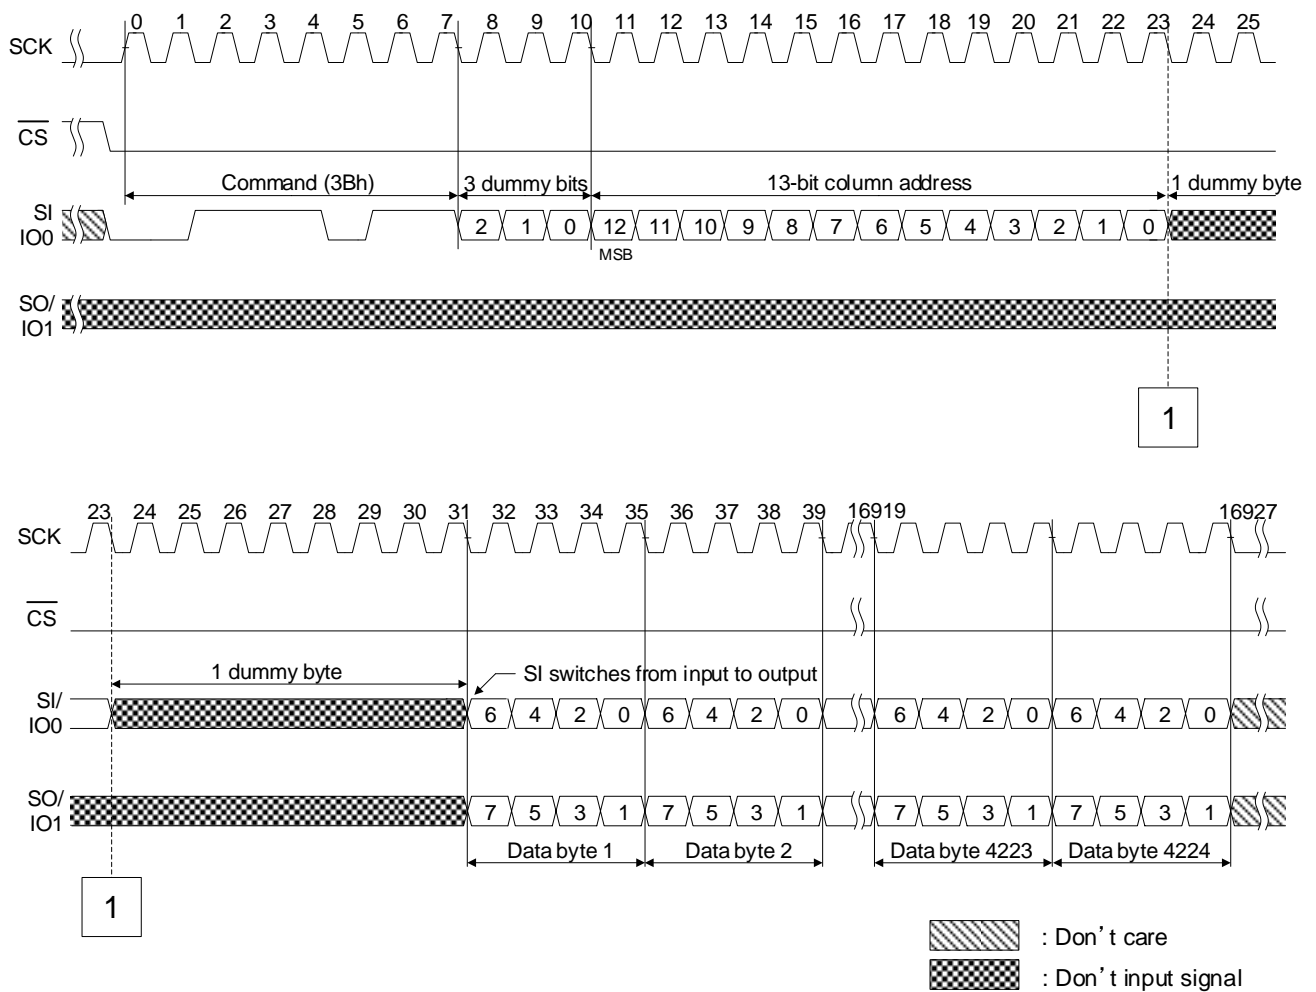 0 1 2 3 4 5 6 7 8 9 10 11 12 13 14 15 16 17 18 19 20 21 22 23 24 25
SCK
CS
Command (3Bh) 3 dummy bits 13-bit column address 1 dummy byte
SI
IO0
2 1 0 12 11 10 9 8 7 6 5 4 3 2 1 0
MSB
SO/
IO1
1
23 24 25 26 27 28 29 30 31 32 33 34 35 36 37 38 39 16919 16927
SCK
CS
1 dummy byte SI switches from input to output
SI/
IO0
6 4 2 0 6 4 2 0 6 4 2 0 6 4 2 0
SO/
IO1
7 5 3 1 7 5 3 1 7 5 3 1 7 5 3 1
Data byte 1 Data byte 2 Data byte 4223 Data byte 4224
1
: Don't care
: Don't input signal